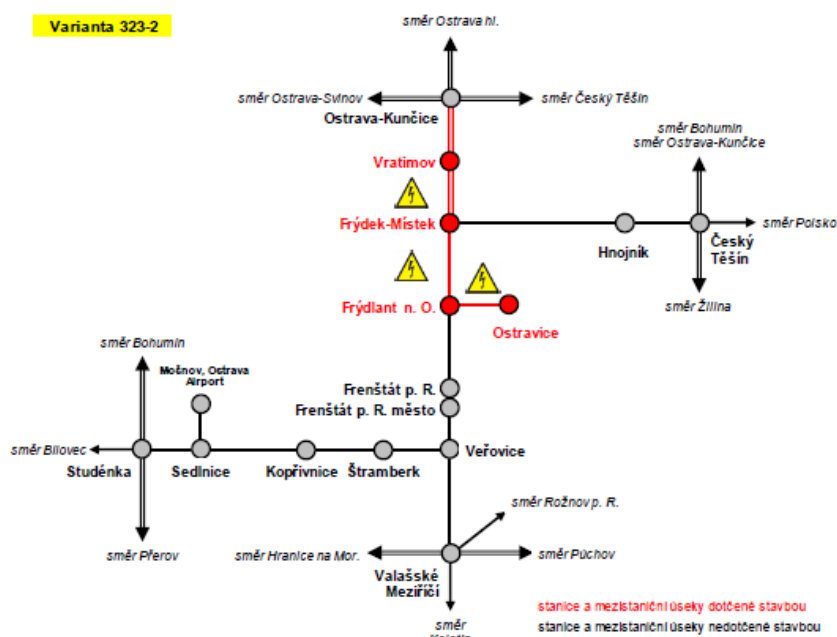 Varianta 323-2
směr Ostrava hl.
směr Ostrava-Svinov
směr Český Těšín
Ostrava-Kunčice
směr Bohumín
směr Ostrava-Kunčice
Vratimov
Frýdek-Místek
směr Polsko
Hnojník
Český
Těšín
směr Žilina
Frýdlant n. O.
Ostravice
směr Bohumín
Močnov, Ostrava
Airport
Frenštát p. R.
Frenštát p. R. město
směr Bílovec
Studénka
Sedlnice
Kopřivnice
Štramberk
Veřovice
směr Rožnov p. R.
směr Přerov
směr Hranice na Mor.
směr Púchov
Valašské
Meziříčí
stanice a mezistaniční úseky dotčené stavbou
směr
stanice a mezistaniční úseky nedotčené stavbou